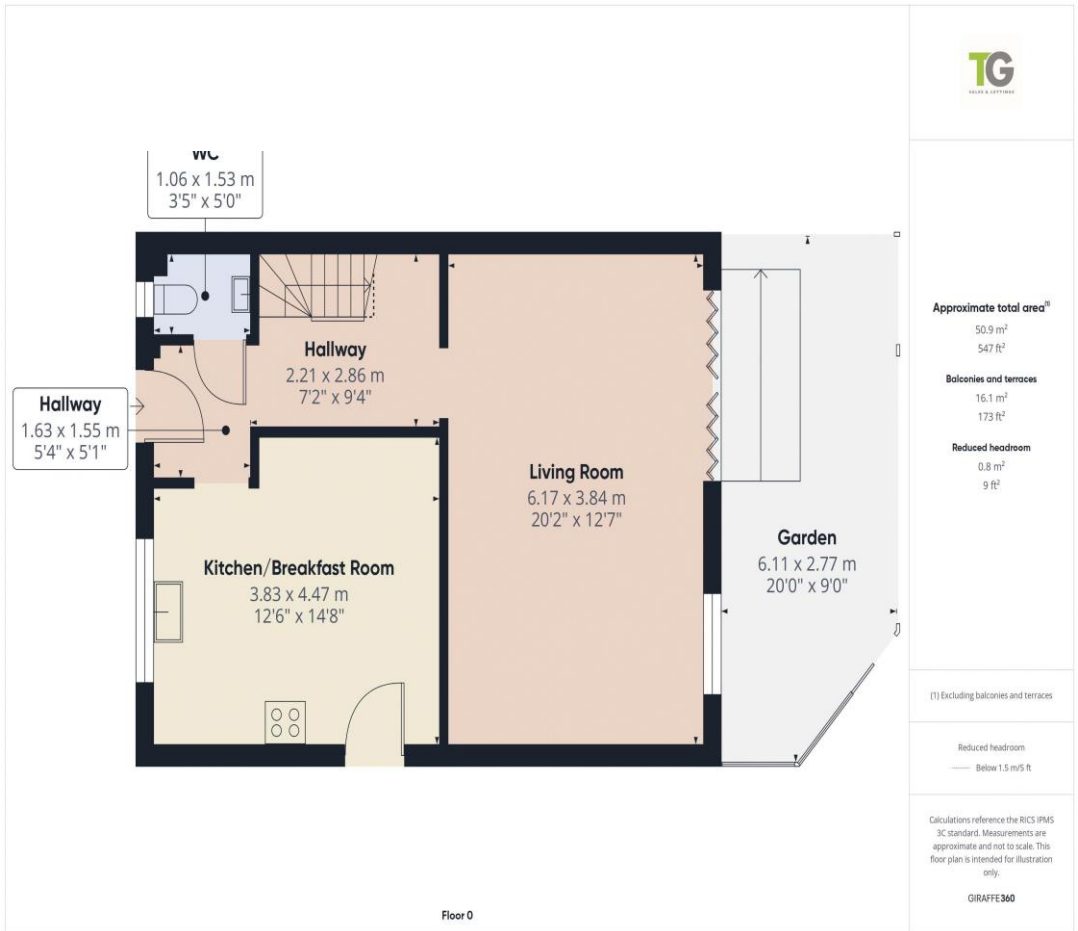 TG
SALES & LETTINGS
WC
1.06 x 1.53 m
3'5" x 5'0"
Hallway
2.21 x 2.86 m
7'2" x 9'4"
Hallway
1.63 x 1.55 m
5'4" x 5'1"
Living Room
6.17 x 3.84 m
20'2" x 12'7"
Kitchen/Breakfast Room
3.83 x 4.47 m
12'6" x 14'8"
Garden
6.11 x 2.77 m
20'0" x 9'0"
Floor 0
Approximate total area(1)
50.9 m²
547 ft²
Balconies and terraces
16.1 m²
173 ft²
Reduced headroom
0.8 m²
9 ft²
(1) Excluding balconies and terraces
Reduced headroom
Below 1.5 m/5 ft
Calculations reference the RICS IPMS
3C standard. Measurements are
approximate and not to scale. This
floor plan is intended for illustration
only.
GIRAFFE360